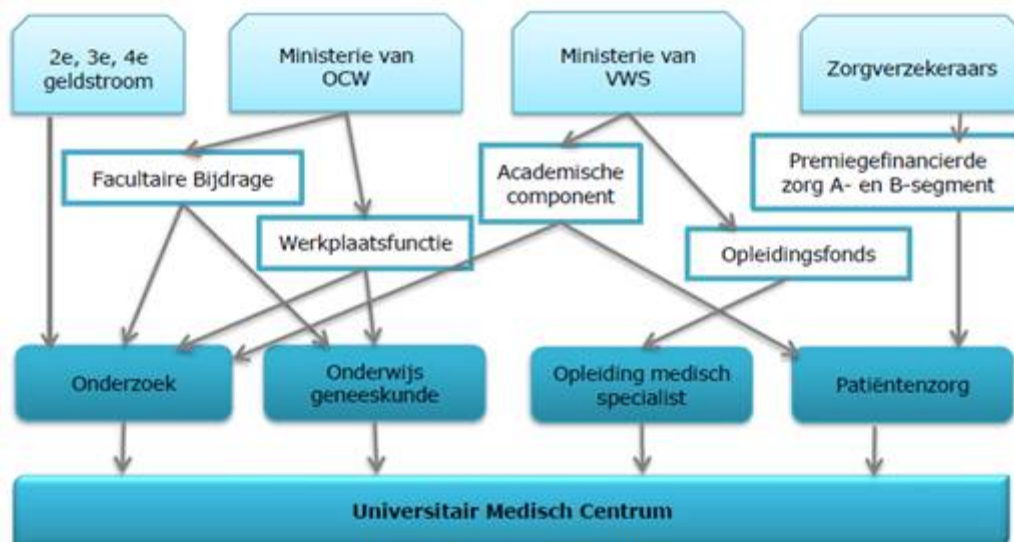 2e, 3e, 4e
geldstroom
Ministerie van
OCW
Ministerie van
VWS
Zorgverzekeraars
Facultaire Bijdrage
Academische
component
Premiegefinancierde
zorg A- en B-segment
Werkplaatsfunctie
Opleidingsfonds
Onderzoek
Onderwijs
geneeskunde
Opleiding medisch
specialist
Patiëntenzorg
Universitair Medisch Centrum